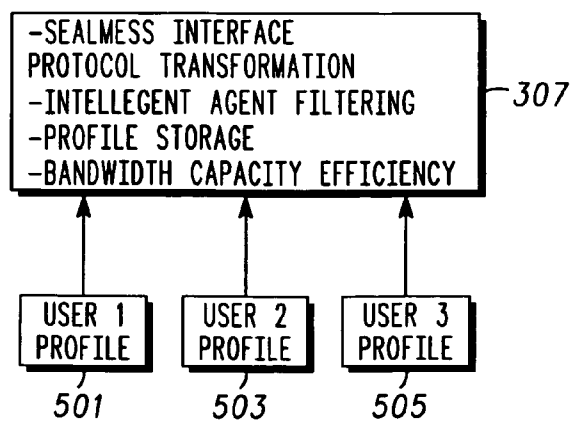 -SEALMESS INTERFACE
PROTOCOL TRANSFORMATION
-INTELLEGENT AGENT FILTERING
-PROFILE STORAGE
-BANDWIDTH CAPACITY EFFICIENCY
307
USER 1
PROFILE
USER 2
PROFILE
USER 3
PROFILE
501
503
505